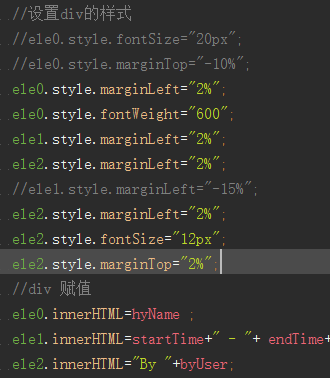 //设置div的样式
//ele0.style.fontSize="20px";
//ele0.style.marginTop="-10%";
ele0.style.marginLeft="2%";
ele0.style.fontWeight="600";
ele1.style.marginLeft="2%";
ele2.style.marginLeft="2%";
//ele1.style.marginLeft="-15%";
ele2.style.marginLeft="2%";
ele2.style.fontSize="12px";
ele2.style.marginTop="2%";
//div 赋值
ele0.innerHTML=hyName ;
ele1.innerHTML=startTime+" - "+ endTime+
ele2.innerHTML="By "+byUser;